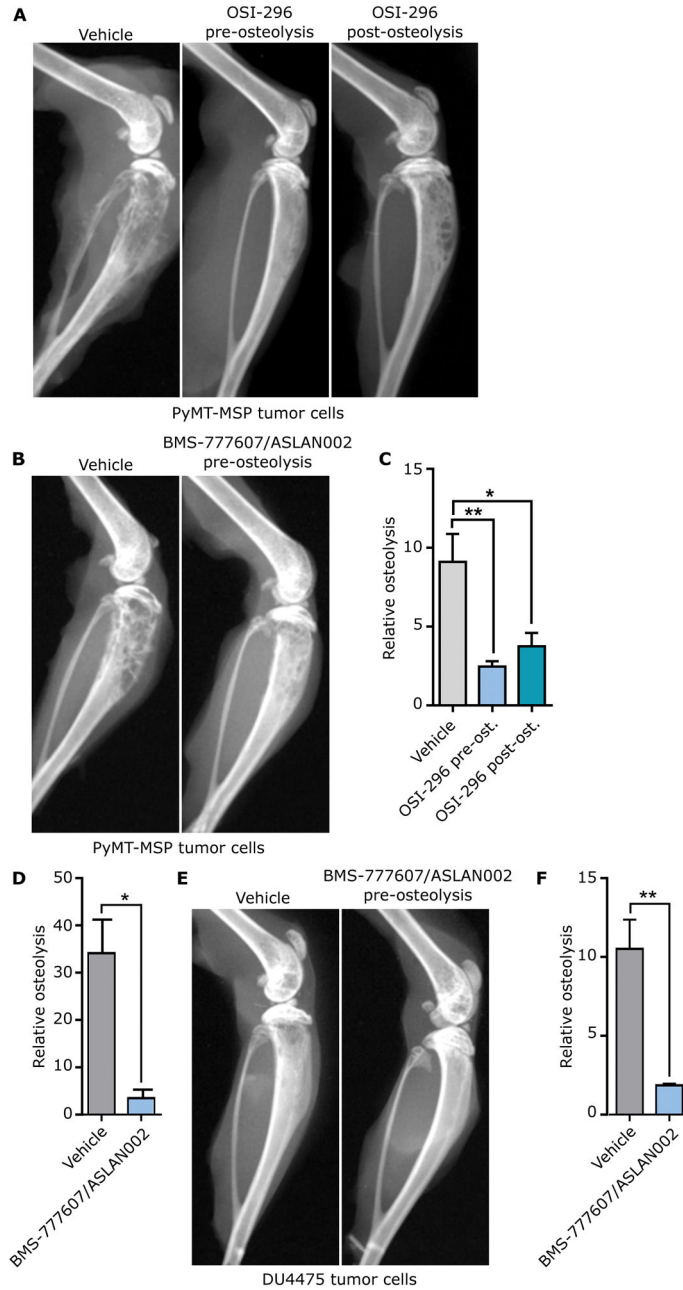 A
Vehicle
OSI-296
pre-osteolysis
OSI-296
post-osteolysis
PyMT-MSP tumor cells
B
Vehicle
BMS-777607/ASLAN002
pre-osteolysis
PyMT-MSP tumor cells
C
Relative osteolysis
15
10
5
0
*
**
Vehicle
OSI-296 pre-ost.
OSI-296 post-ost.
D
Relative osteolysis
50
40
30
20
10
0
*
Vehicle
BMS-777607/ASLAN002
E
Vehicle
BMS-777607/ASLAN002
pre-osteolysis
DU4475 tumor cells
F
Relative osteolysis
15
10
5
0
**
Vehicle
BMS-777607/ASLAN002